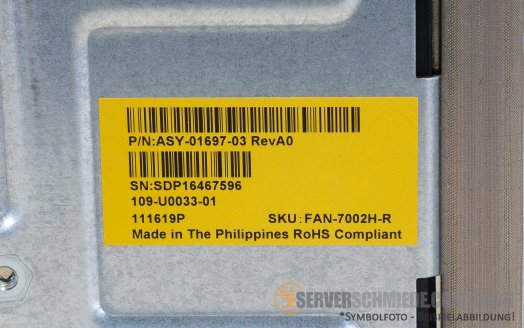 P/N:ASY-01697-03 RevA0
SN:SDP16467596
109-U0033-01
111619P SKU: FAN-7002H-R
Made in The Philippines RoHS Compliant
SERVERSCHMIEDE.COM
*SYMBOLFOTO - BEISPIELABBILDUNG!